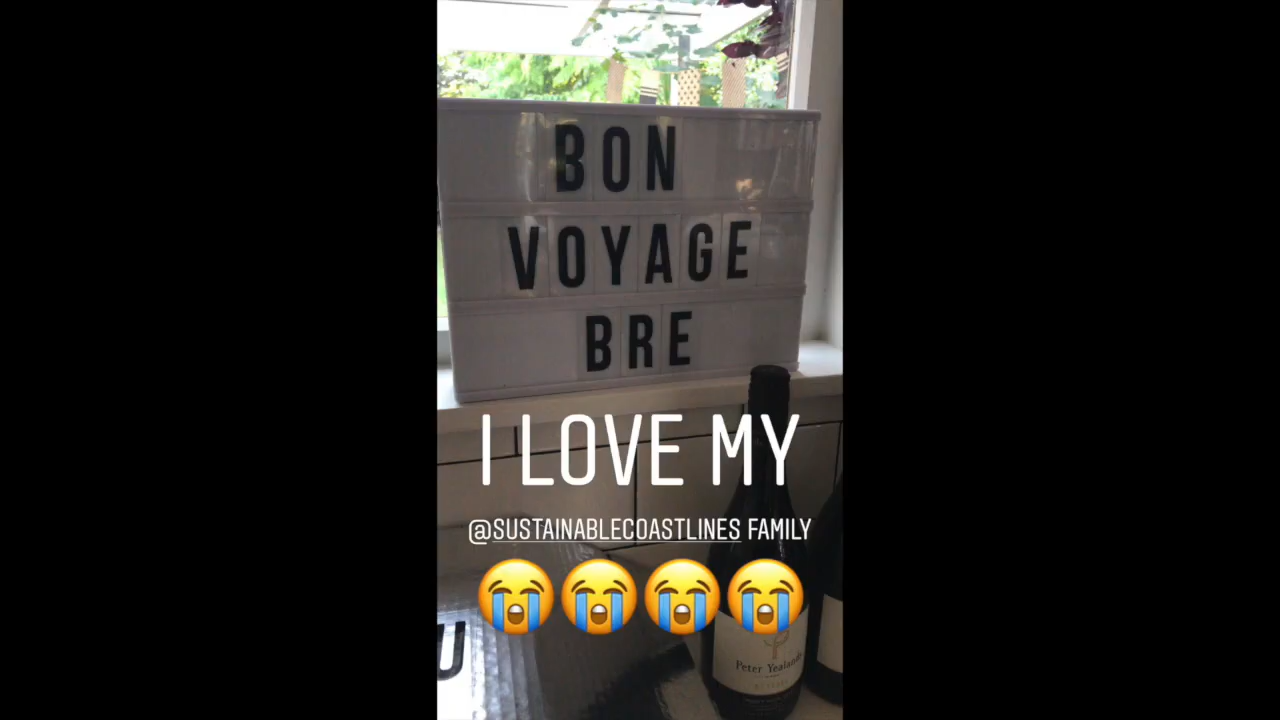 BON
VOYAGE
BRE
I LOVE MY
@SUSTAINABLECOASTLINES FAMILY
😭😭😭😭
U
Peter Yealands